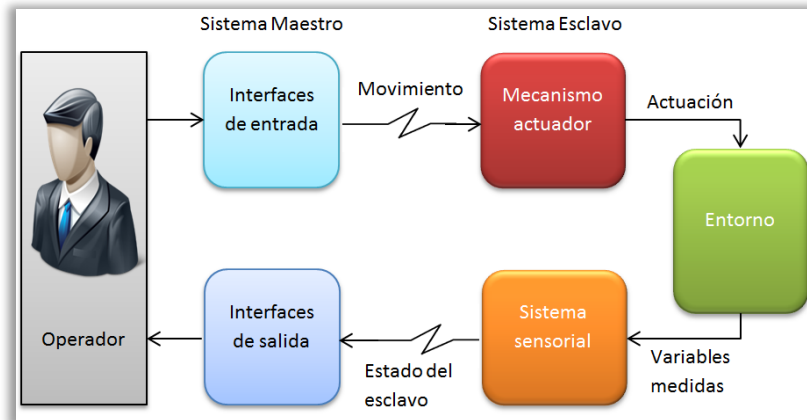 Sistema Maestro
Sistema Esclavo
Interfaces
de entrada
Movimiento
Mecanismo
actuador
Actuación
Entorno
Operador
Interfaces
de salida
Estado del
esclavo
Sistema
sensorial
Variables
medidas